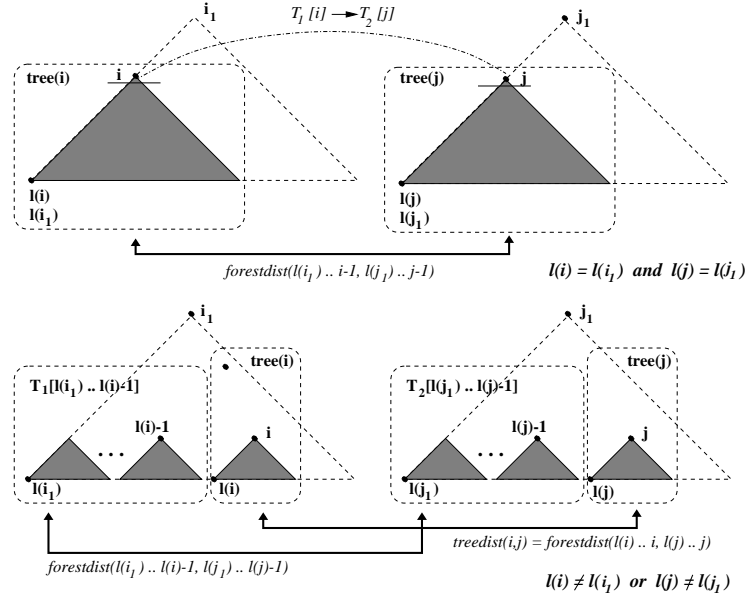 i₁
T₁ [i] → T₂ [j]
j₁
tree(i)
i
tree(j)
j
l(i)
l(i₁)
l(j)
l(j₁)
forestdist(l(i₁) .. i-1, l(j₁) .. j-1)
l(i) = l(i₁) and l(j) = l(j₁)
i₁
j₁
tree(i)
tree(j)
T₁[l(i₁) .. l(i)-1]
T₂[l(j₁) .. l(j)-1]
l(i)-1
i
l(j)-1
j
. . .
. . .
l(i₁)
l(i)
l(j₁)
l(j)
treedist(i,j) = forestdist(l(i) .. i, l(j) .. j)
forestdist(l(i₁) .. l(i)-1, l(j₁) .. l(j)-1)
l(i) ≠ l(i₁) or l(j) ≠ l(j₁)